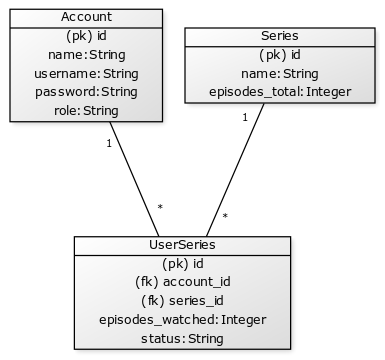 Account
(pk) id
name:String
username:String
password:String
role:String
Series
(pk) id
name:String
episodes_total:Integer
1
1
*
*
UserSeries
(pk) id
(fk) account_id
(fk) series_id
episodes_watched:Integer
status:String